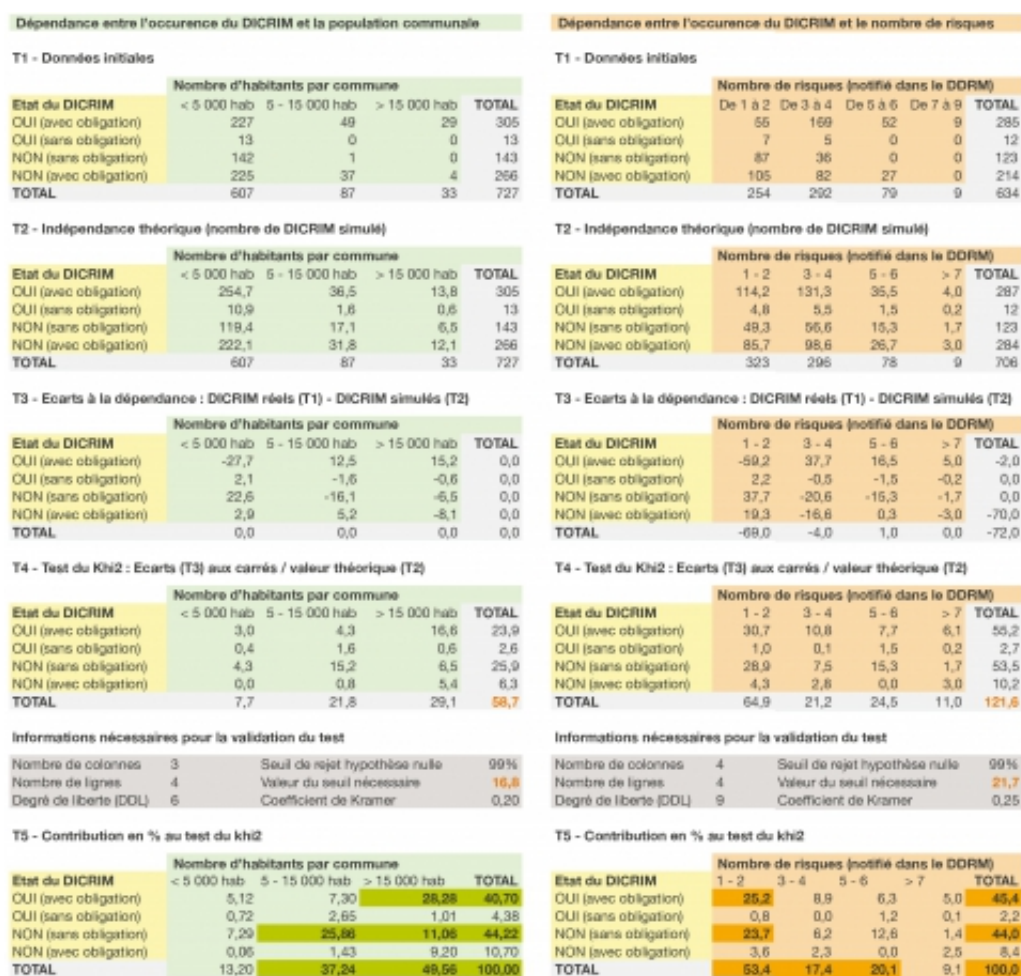 Dépendance entre l'occurence du DICRIM et la population communale
T1 - Données initiales
Nombre d'habitants par commune
Etat du DICRIM < 5 000 hab 5 - 15 000 hab > 15 000 hab TOTAL
OUI (avec obligation) 227 49 29 305
OUI (sans obligation) 13 0 0 13
NON (sans obligation) 142 1 0 143
NON (avec obligation) 225 37 4 266
TOTAL 607 87 33 727
T2 - Indépendance théorique (nombre de DICRIM simulé)
Nombre d'habitants par commune
Etat du DICRIM < 5 000 hab 5 - 15 000 hab > 15 000 hab TOTAL
OUI (avec obligation) 254,7 36,5 13,8 305
OUI (sans obligation) 10,9 1,6 0,6 13
NON (sans obligation) 119,4 17,1 6,5 143
NON (avec obligation) 222,1 31,8 12,1 266
TOTAL 607 87 33 727
T3 - Ecarts à la dépendance : DICRIM réels (T1) - DICRIM simulés (T2)
Nombre d'habitants par commune
Etat du DICRIM < 5 000 hab 5 - 15 000 hab > 15 000 hab TOTAL
OUI (avec obligation) -27,7 12,5 15,2 0,0
OUI (sans obligation) 2,1 -1,6 -0,6 0,0
NON (sans obligation) 22,6 -16,1 -6,5 0,0
NON (avec obligation) 2,9 5,2 -8,1 0,0
TOTAL 0,0 0,0 0,0 0,0
T4 - Test du Khi2 : Ecarts (T3) aux carrés / valeur théorique (T2)
Nombre d'habitants par commune
Etat du DICRIM < 5 000 hab 5 - 15 000 hab > 15 000 hab TOTAL
OUI (avec obligation) 3,0 4,3 16,6 23,9
OUI (sans obligation) 0,4 1,6 0,6 2,6
NON (sans obligation) 4,3 15,2 6,5 25,9
NON (avec obligation) 0,0 0,8 5,4 6,3
TOTAL 7,7 21,8 29,1 58,7
Informations nécessaires pour la validation du test
Nombre de colonnes 3 Seuil de rejet hypothèse nulle 99%
Nombre de lignes 4 Valeur du seuil nécessaire 16,8
Degré de liberte (DDL) 6 Coefficient de Kramer 0,20
T5 - Contribution en % au test du khi2
Nombre d'habitants par commune
Etat du DICRIM < 5 000 hab 5 - 15 000 hab > 15 000 hab TOTAL
OUI (avec obligation) 5,12 7,30 28,28 40,70
OUI (sans obligation) 0,72 2,65 1,01 4,38
NON (sans obligation) 7,29 25,86 11,06 44,22
NON (avec obligation) 0,06 1,43 9,20 10,70
TOTAL 13,20 37,24 49,56 100,00
Dépendance entre l'occurence du DICRIM et le nombre de risques
T1 - Données initiales
Nombre de risques (notifié dans le DDRM)
Etat du DICRIM De 1 à 2 De 3 à 4 De 5 à 6 De 7 à 9 TOTAL
OUI (avec obligation) 55 169 52 9 285
OUI (sans obligation) 7 5 0 0 12
NON (sans obligation) 87 36 0 0 123
NON (avec obligation) 105 82 27 0 214
TOTAL 254 292 79 9 634
T2 - Indépendance théorique (nombre de DICRIM simulé)
Nombre de risques (notifié dans le DDRM)
Etat du DICRIM 1 - 2 3 - 4 5 - 6 > 7 TOTAL
OUI (avec obligation) 114,2 131,3 35,5 4,0 287
OUI (sans obligation) 4,8 5,5 1,5 0,2 12
NON (sans obligation) 49,3 56,6 15,3 1,7 123
NON (avec obligation) 85,7 98,6 26,7 3,0 284
TOTAL 323 296 78 9 706
T3 - Ecarts à la dépendance : DICRIM réels (T1) - DICRIM simulés (T2)
Nombre de risques (notifié dans le DDRM)
Etat du DICRIM 1 - 2 3 - 4 5 - 6 > 7 TOTAL
OUI (avec obligation) -59,2 37,7 16,5 5,0 -2,0
OUI (sans obligation) 2,2 -0,5 -1,5 -0,2 0,0
NON (sans obligation) 37,7 -20,6 -15,3 -1,7 0,0
NON (avec obligation) 19,3 -16,6 0,3 -3,0 -70,0
TOTAL -69,0 -4,0 1,0 0,0 -72,0
T4 - Test du Khi2 : Ecarts (T3) aux carrés / valeur théorique (T2)
Nombre de risques (notifié dans le DDRM)
Etat du DICRIM 1 - 2 3 - 4 5 - 6 > 7 TOTAL
OUI (avec obligation) 30,7 10,8 7,7 6,1 55,2
OUI (sans obligation) 1,0 0,1 1,5 0,2 2,7
NON (sans obligation) 28,9 7,5 15,3 1,7 53,5
NON (avec obligation) 4,3 2,8 0,0 3,0 10,2
TOTAL 64,9 21,2 24,5 11,0 121,6
Informations nécessaires pour la validation du test
Nombre de colonnes 4 Seuil de rejet hypothèse nulle 99%
Nombre de lignes 4 Valeur du seuil nécessaire 21,7
Degré de liberte (DDL) 9 Coefficient de Kramer 0,25
T5 - Contribution en % au test du khi2
Nombre de risques (notifié dans le DDRM)
Etat du DICRIM 1 - 2 3 - 4 5 - 6 > 7 TOTAL
OUI (avec obligation) 25,2 8,9 6,3 5,0 45,4
OUI (sans obligation) 0,8 0,0 1,2 0,1 2,2
NON (sans obligation) 23,7 6,2 12,6 1,4 44,0
NON (avec obligation) 3,6 2,3 0,0 2,5 8,4
TOTAL 53,4 17,4 20,1 9,1 100,0